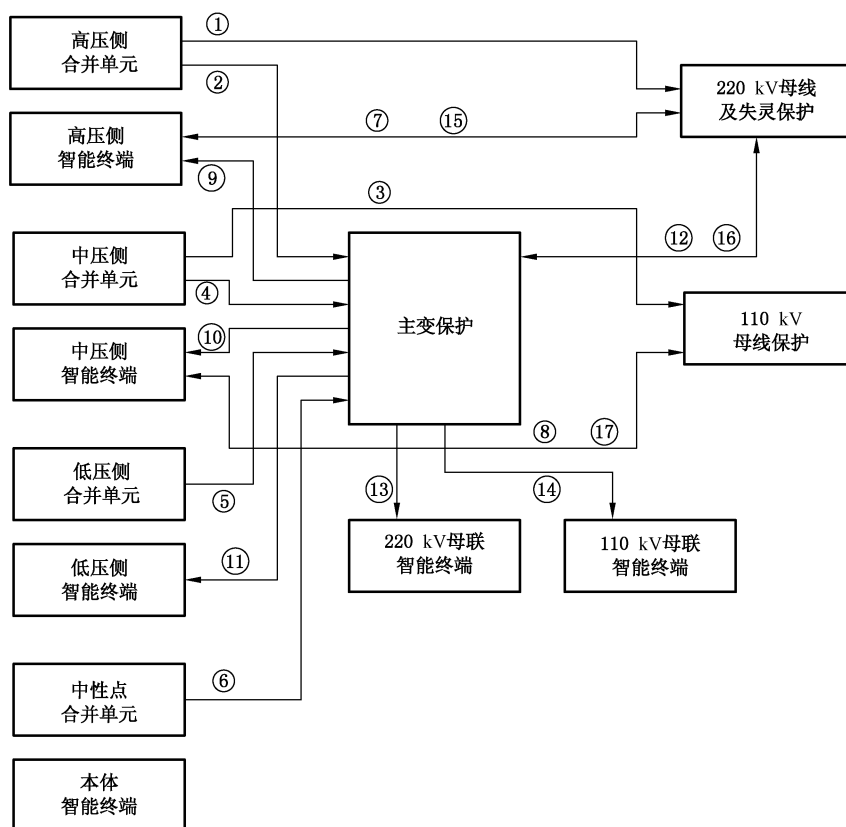 ①
高压侧
合并单元
②
220 kV母线
及失灵保护
高压侧
智能终端
⑦
⑮
⑨
③
中压侧
合并单元
④
⑫
⑯
主变保护
110 kV
母线保护
中压侧
智能终端
⑩
⑧
⑰
低压侧
合并单元
⑤
⑬
⑭
220 kV母联
智能终端
110 kV母联
智能终端
低压侧
智能终端
⑪
中性点
合并单元
⑥
本体
智能终端